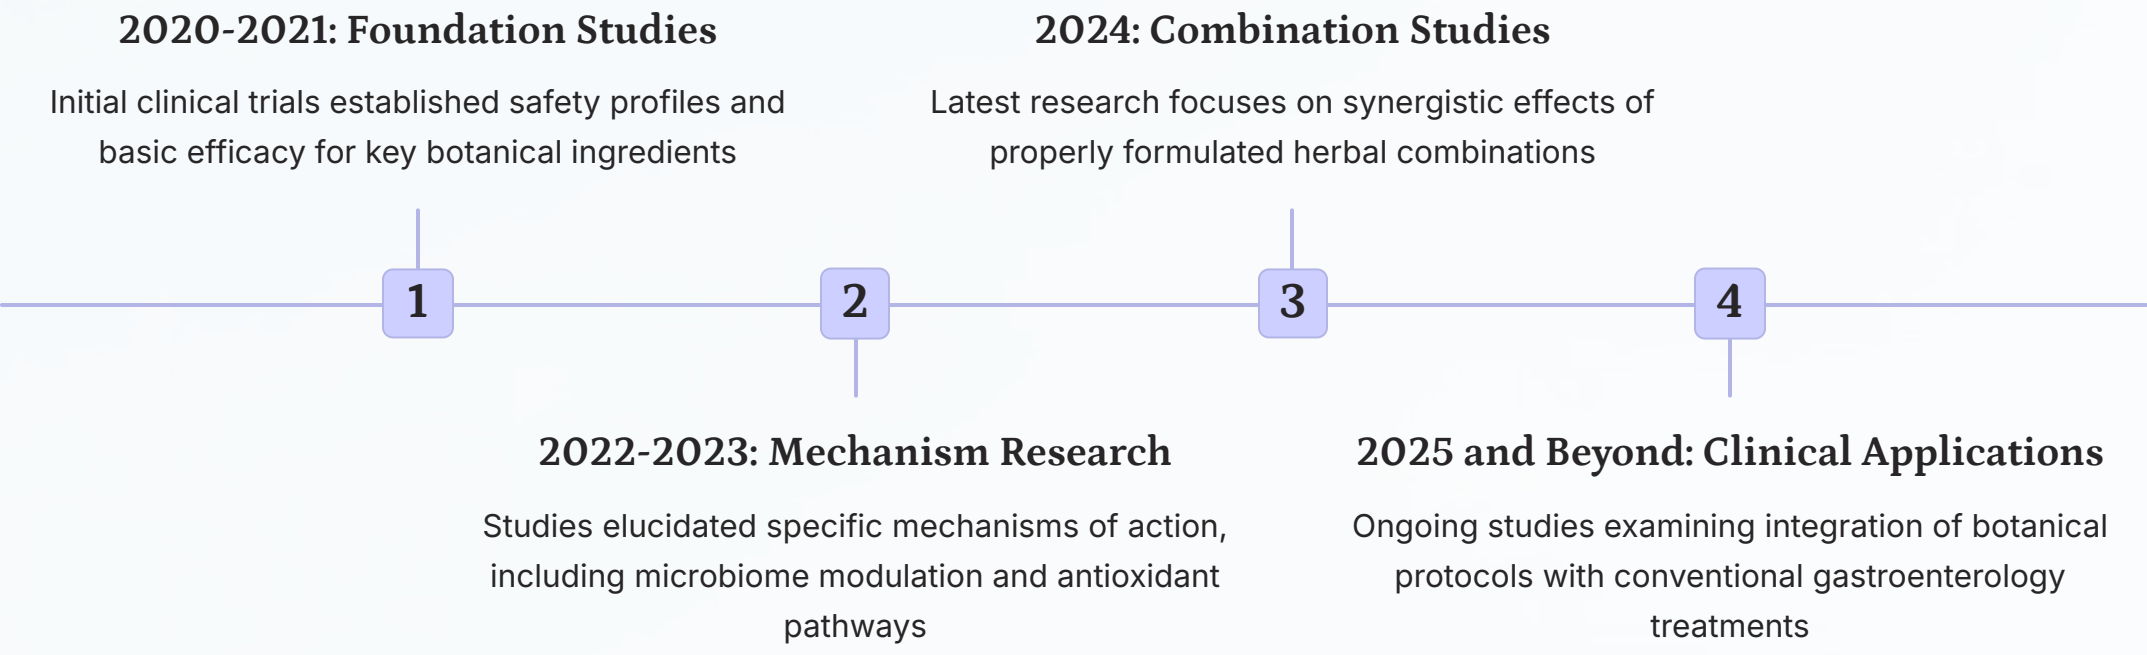 2020-2021: Foundation Studies
Initial clinical trials established safety profiles and
basic efficacy for key botanical ingredients
2024: Combination Studies
Latest research focuses on synergistic effects of
properly formulated herbal combinations
1
2
3
4
2022-2023: Mechanism Research
Studies elucidated specific mechanisms of action,
including microbiome modulation and antioxidant
pathways
2025 and Beyond: Clinical Applications
Ongoing studies examining integration of botanical
protocols with conventional gastroenterology
treatments